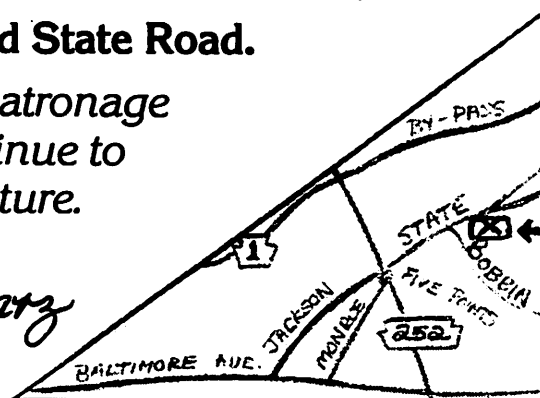 d State Road.
atronage
inue to
ture.
BY-PASS
STATE
X
BOBBIN
1
FIVE POINTS
JACKSON
MONROE
252
BALTIMORE AVE.